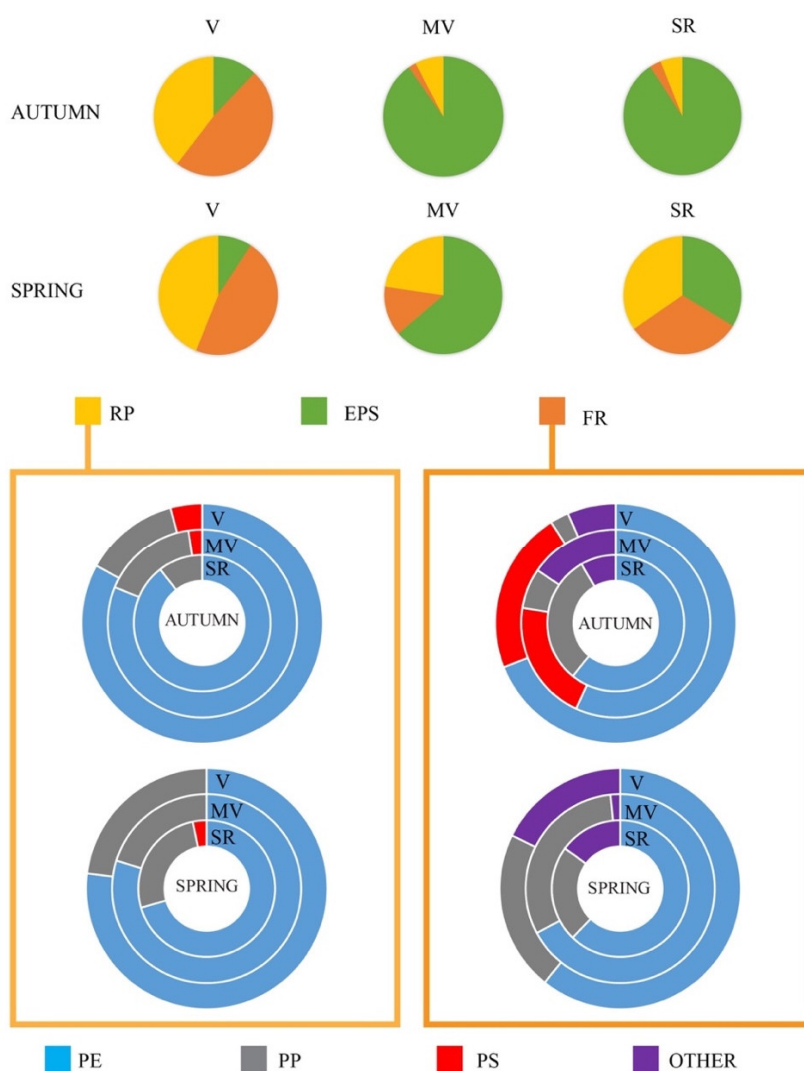 V MV SR
AUTUMN
V MV SR
SPRING
RP EPS FR
V
MV
SR
AUTUMN
V
MV
SR
AUTUMN
V
MV
SR
SPRING
V
MV
SR
SPRING
PE PP PS OTHER